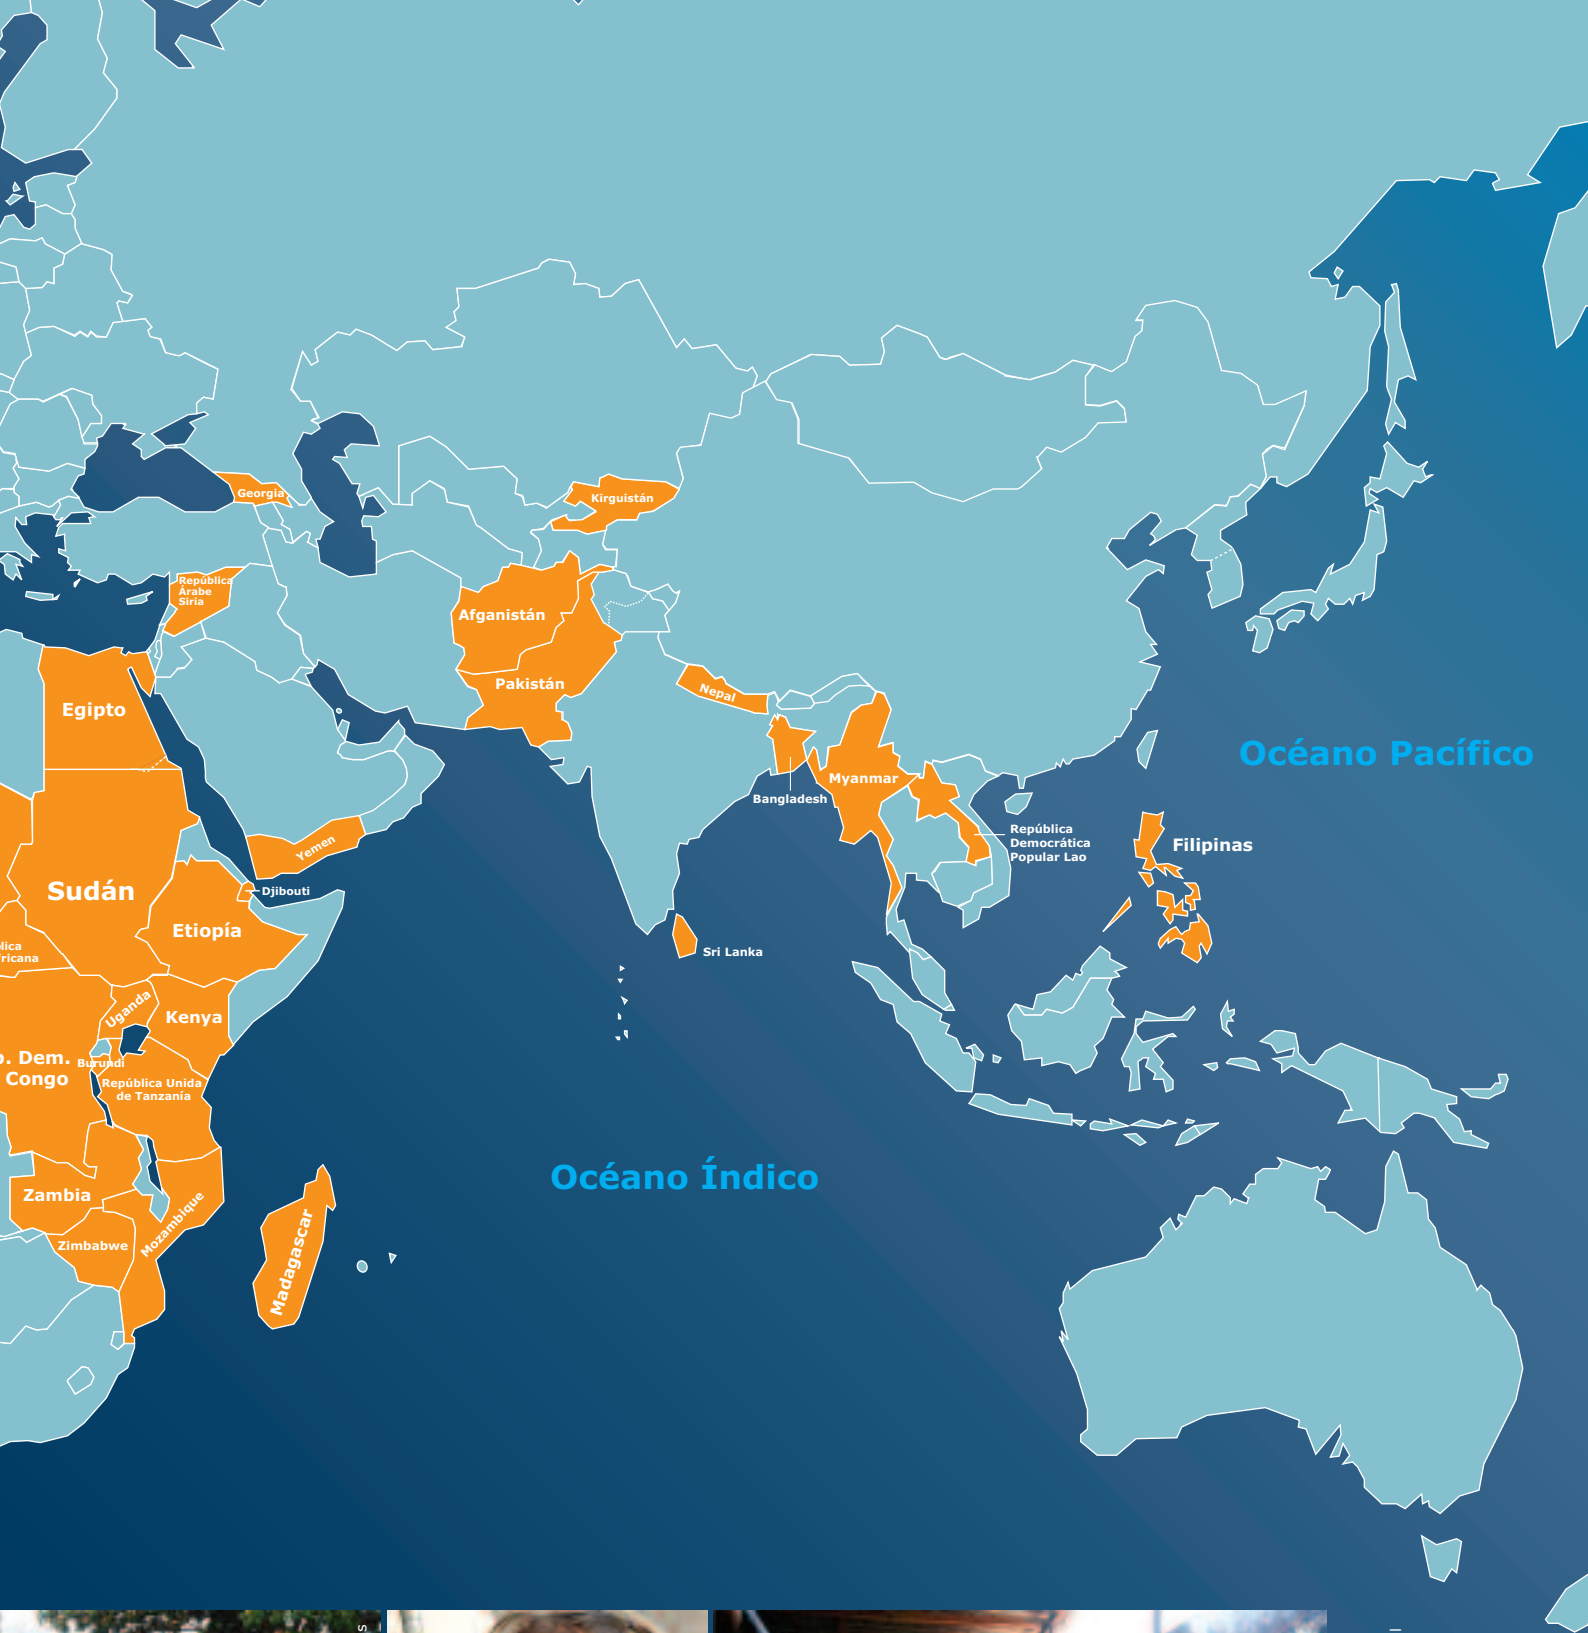 Georgia
Kirguistán
República
Árabe
Siria
Afganistán
Pakistán
Nepal
Egipto
Océano Pacífico
Myanmar
Bangladesh
República
Democrática
Popular Lao
Filipinas
Yemen
Sudán
Djibouti
Etiopía
Sri Lanka
Uganda
Kenya
Dem.
Congo
Burundi
República Unida
de Tanzanía
Océano Índico
Zambia
Mozambique
Zimbabwe
Madagascar